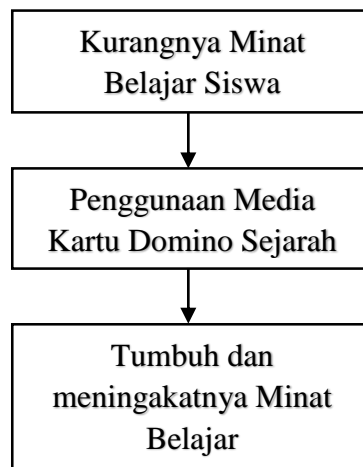 Kurangnya Minat
Belajar Siswa
Penggunaan Media
Kartu Domino Sejarah
Tumbuh dan
meningakatnya Minat
Belajar